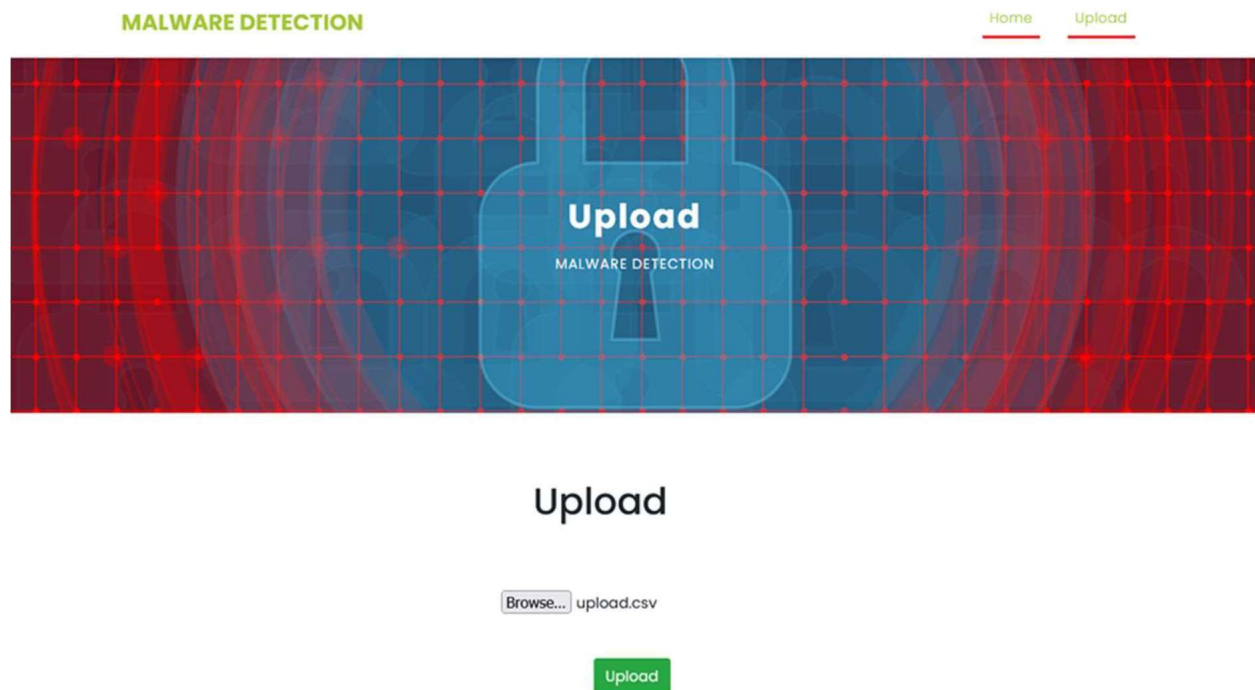 MALWARE DETECTION
Home Upload
Upload
MALWARE DETECTION
Upload
Browse... upload.csv
Upload